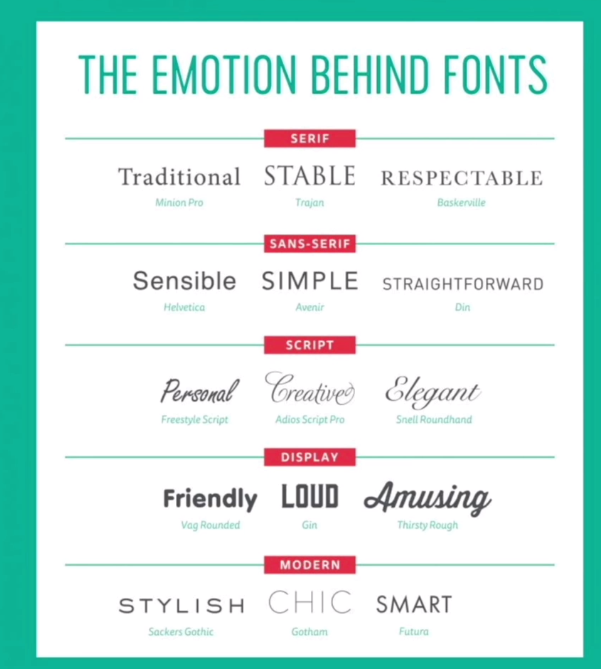 THE EMOTION BEHIND FONTS
SERIF
Traditional STABLE RESPECTABLE
Minion Pro Trajan Baskerville
SANS-SERIF
Sensible SIMPLE STRAIGHTFORWARD
Helvetica Avenir Din
SCRIPT
Personal Creative Elegant
Freestyle Script Adios Script Pro Snell Roundhand
DISPLAY
Friendly LOUD Amusing
Vag Rounded Gin Thirsty Rough
MODERN
STYLISH CHIC SMART
Sackers Gothic Gotham Futura